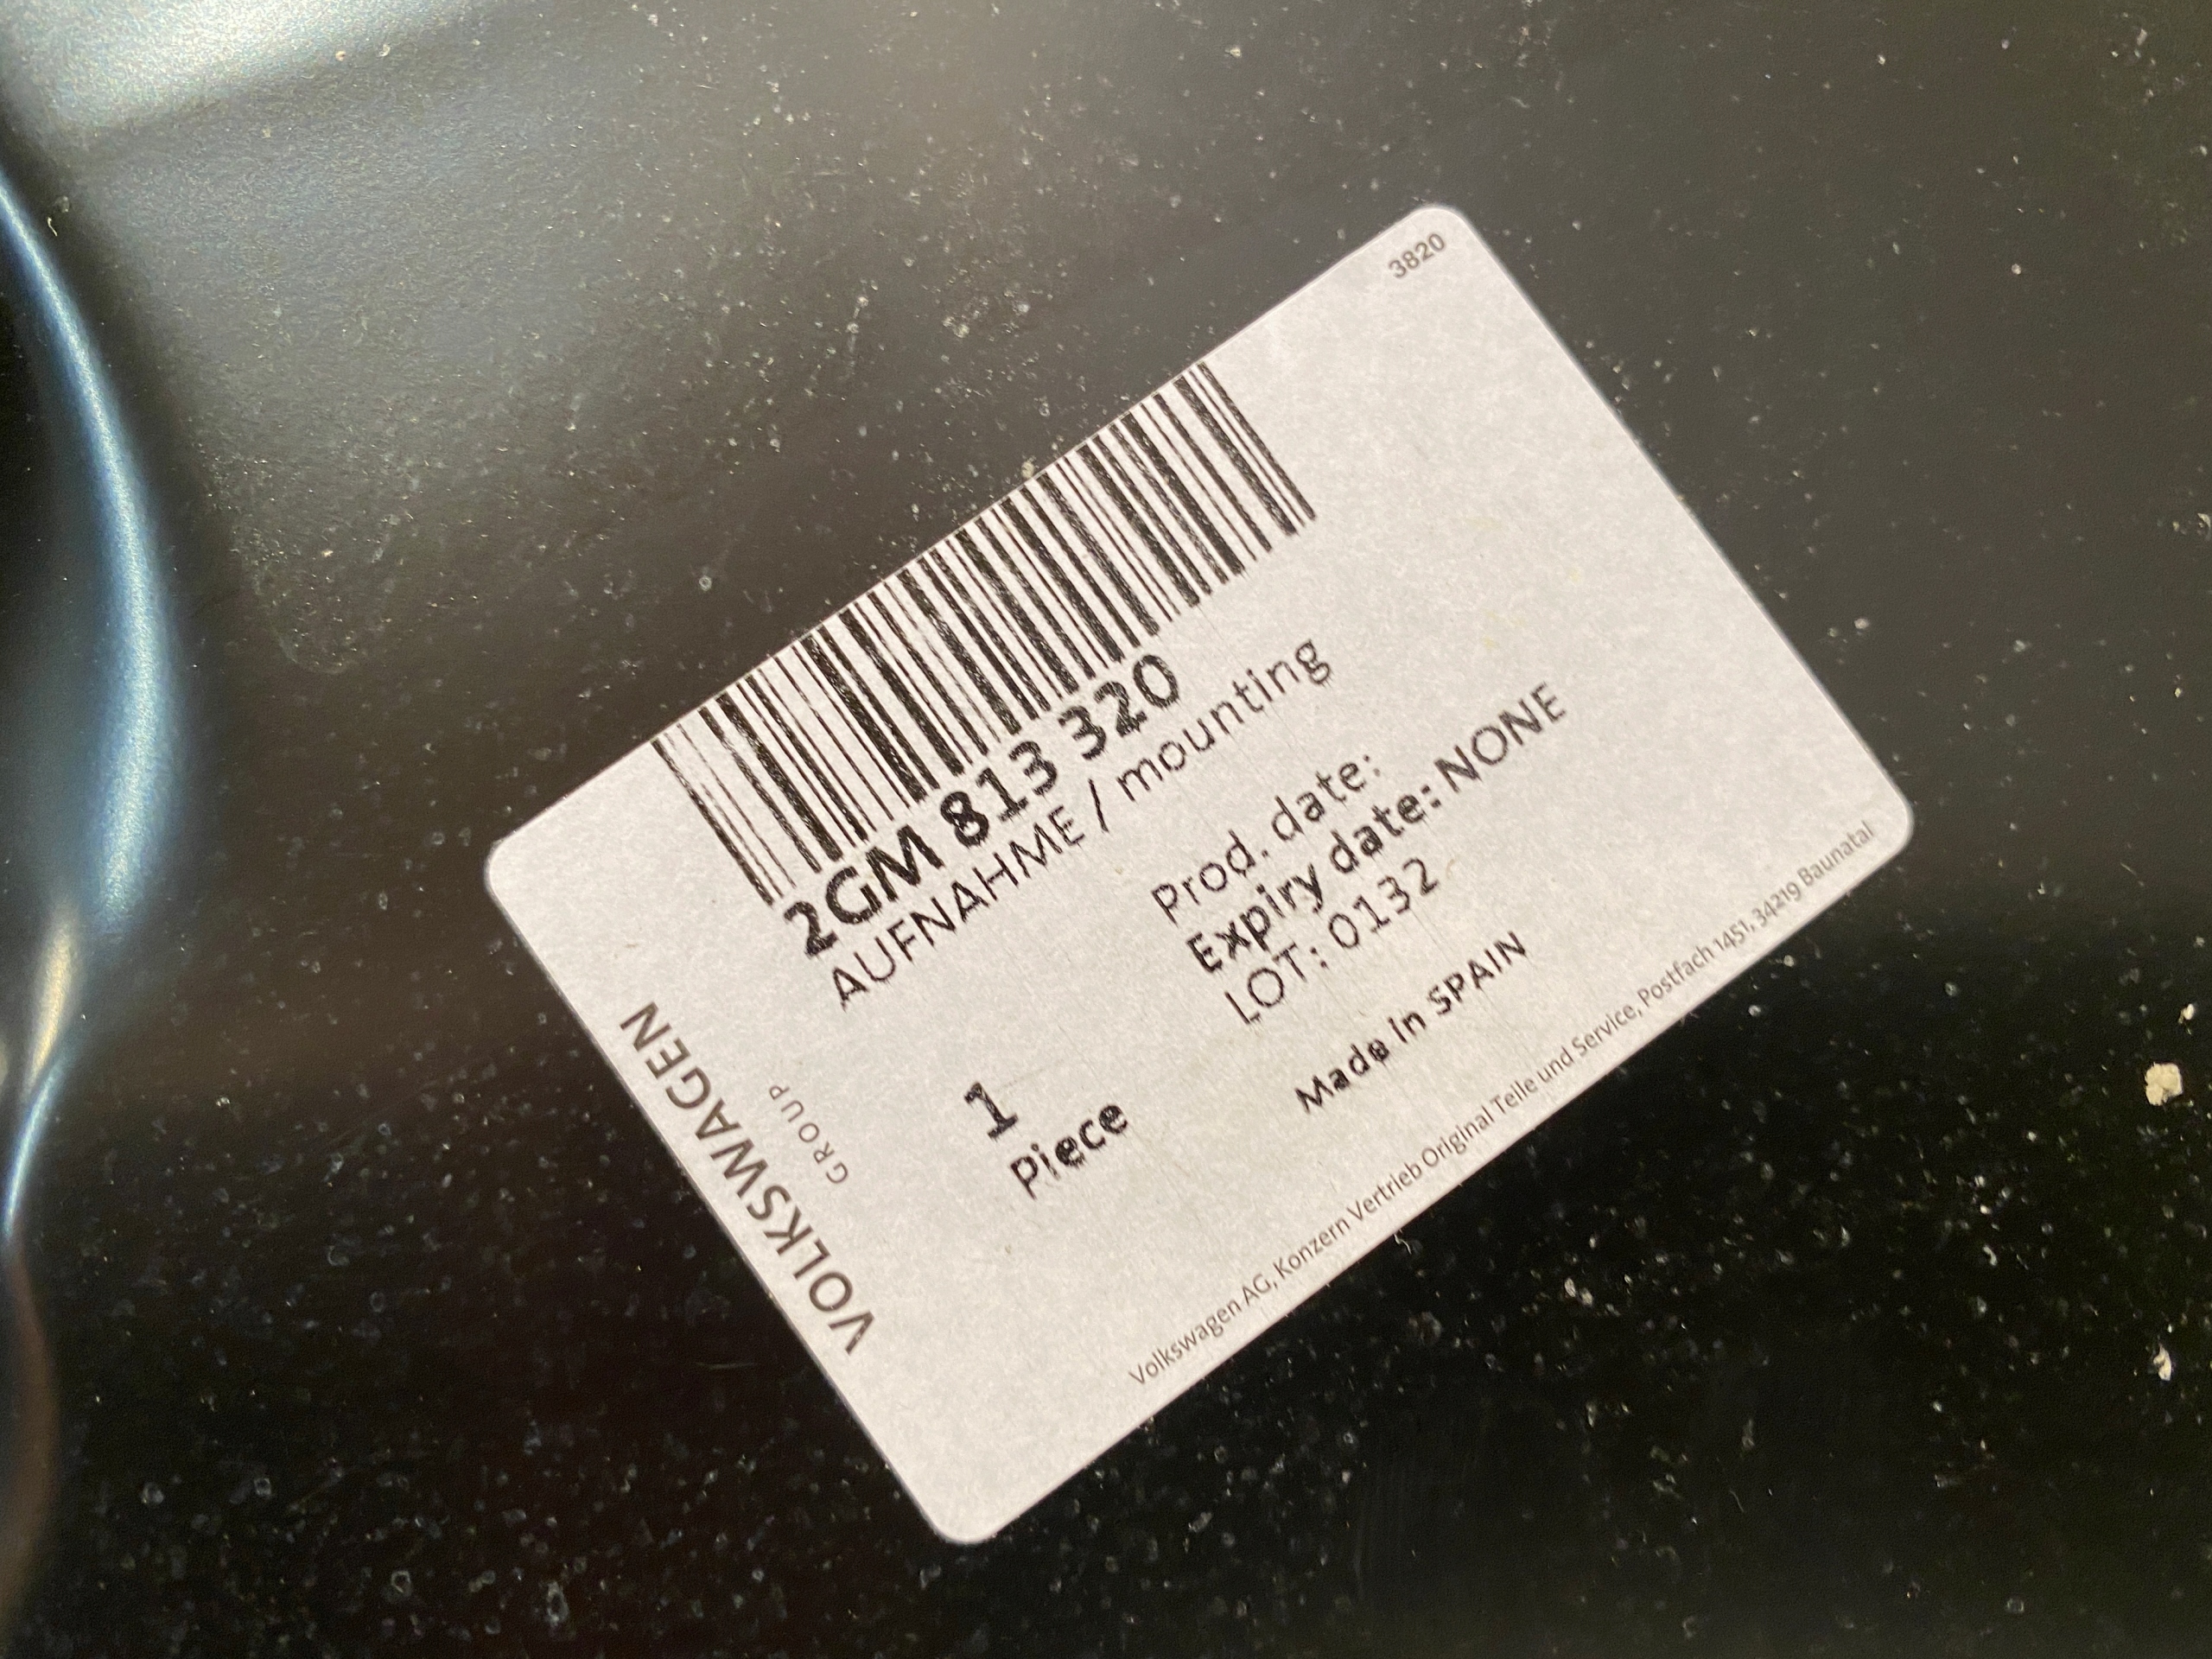 3820
2GM 813 320
AUFNAHME / mounting
Prod. date:
Expiry date: NONE
LOT: 0132
1
Piece
Made in SPAIN
VOLKSWAGEN
GROUP
Volkswagen AG, Konzern Vertrieb Original Teile und Service, Postfach 1451, 34219 Baunatal